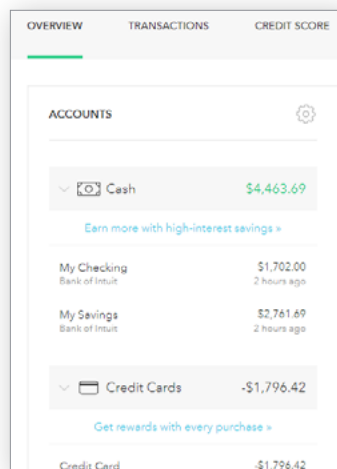 OVERVIEW TRANSACTIONS CREDIT SCORE
ACCOUNTS
Cash $4,463.69
Earn more with high-interest savings »
My Checking $1,702.00
Bank of Intuit 2 hours ago
My Savings $2,761.69
Bank of Intuit 2 hours ago
Credit Cards -$1,796.42
Get rewards with every purchase »
Credit Card -$1,796.42